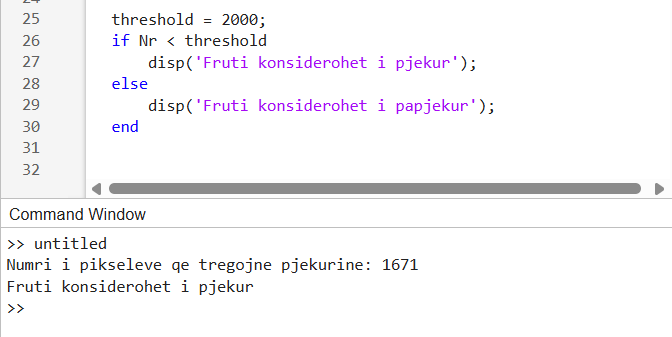 25 threshold = 2000;
26 if Nr < threshold
27 disp('Fruti konsiderohet i pjekur');
28 else
29 disp('Fruti konsiderohet i papjekur');
30 end
31
32
Command Window
>> untitled
Numri i pikseleve qe tregojne pjekurine: 1671
Fruti konsiderohet i pjekur
>>